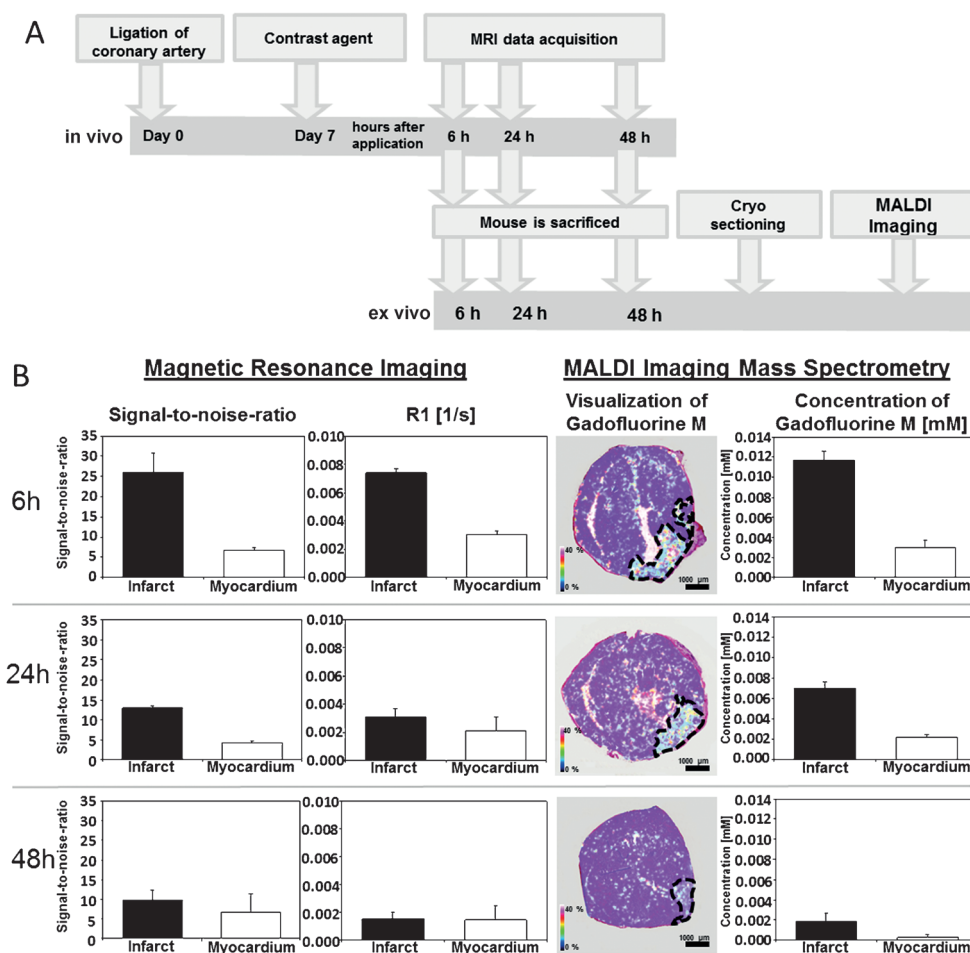 A
Ligation of
coronary artery
Contrast agent
MRI data acquisition
in vivo
Day 0
Day 7
hours after
application
6 h
24 h
48 h
Mouse is sacrificed
Cryo
sectioning
MALDI
Imaging
ex vivo
6 h
24 h
48 h
B
Magnetic Resonance Imaging
MALDI Imaging Mass Spectrometry
Signal-to-noise-ratio
R1 [1/s]
Visualization of
Gadofluorine M
Concentration of
Gadofluorine M [mM]
6h
Signal-to-noise-ratio
35
30
25
20
15
10
5
0
Infarct Myocardium
0.010
0.008
0.006
0.004
0.002
0.000
Infarct Myocardium
40 %
0 %
1000 µm
Concentration [mM]
0.014
0.012
0.010
0.008
0.006
0.004
0.002
0.000
Infarct Myocardium
24h
Signal-to-noise-ratio
35
30
25
20
15
10
5
0
Infarct Myocardium
0.010
0.008
0.006
0.004
0.002
0.000
Infarct Myocardium
40 %
0 %
1000 µm
Concentration [mM]
0.014
0.012
0.010
0.008
0.006
0.004
0.002
0.000
Infarct Myocardium
48h
Signal-to-noise-ratio
35
30
25
20
15
10
5
0
Infarct Myocardium
0.010
0.008
0.006
0.004
0.002
0.000
Infarct Myocardium
40 %
0 %
1000 µm
Concentration [mM]
0.014
0.012
0.010
0.008
0.006
0.004
0.002
0.000
Infarct Myocardium